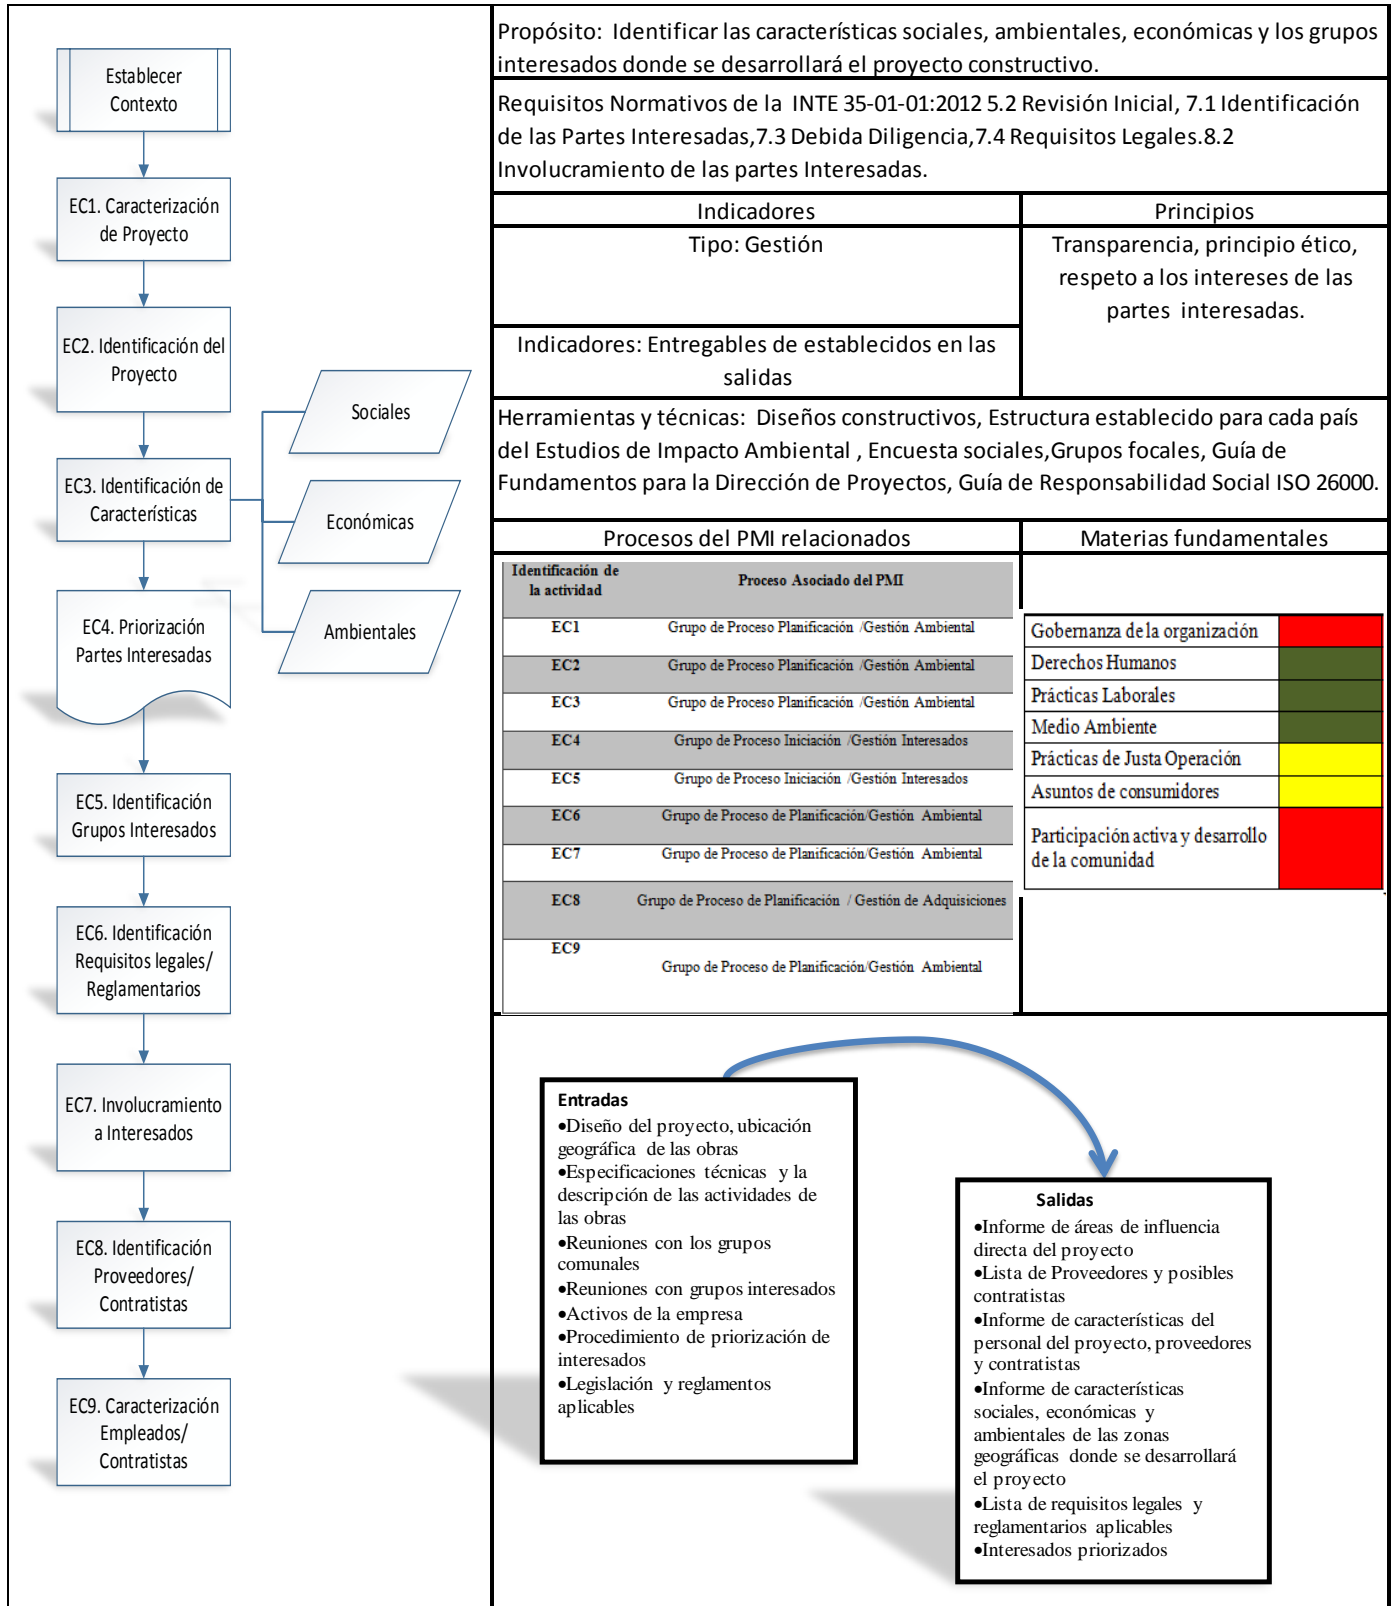 Establecer
Contexto
EC1. Caracterización
de Proyecto
EC2. Identificación del
Proyecto
EC3. Identificación de
Características
Sociales
Económicas
Ambientales
EC4. Priorización
Partes Interesadas
EC5. Identificación
Grupos Interesados
EC6. Identificación
Requisitos legales/
Reglamentarios
EC7. Involucramiento
a Interesados
EC8. Identificación
Proveedores/
Contratistas
EC9. Caracterización
Empleados/
Contratistas
Propósito: Identificar las características sociales, ambientales, económicas y los grupos
interesados donde se desarrollará el proyecto constructivo.
Requisitos Normativos de la INTE 35-01-01:2012 5.2 Revisión Inicial, 7.1 Identificación
de las Partes Interesadas,7.3 Debida Diligencia,7.4 Requisitos Legales.8.2
Involucramiento de las partes Interesadas.
Indicadores
Principios
Tipo: Gestión
Transparencia, principio ético,
respeto a los intereses de las
partes interesadas.
Indicadores: Entregables de establecidos en las
salidas
Herramientas y técnicas: Diseños constructivos, Estructura establecido para cada país
del Estudios de Impacto Ambiental , Encuesta sociales,Grupos focales, Guía de
Fundamentos para la Dirección de Proyectos, Guía de Responsabilidad Social ISO 26000.
Procesos del PMI relacionados
Materias fundamentales
Identificación de
la actividad
Proceso Asociado del PMI
EC1 Grupo de Proceso Planificación /Gestión Ambiental
EC2 Grupo de Proceso Planificación /Gestión Ambiental
EC3 Grupo de Proceso Planificación /Gestión Ambiental
EC4 Grupo de Proceso Iniciación /Gestión Interesados
EC5 Grupo de Proceso Iniciación /Gestión Interesados
EC6 Grupo de Proceso de Planificación/Gestión Ambiental
EC7 Grupo de Proceso de Planificación/Gestión Ambiental
EC8 Grupo de Proceso de Planificación / Gestión de Adquisiciones
EC9 Grupo de Proceso de Planificación/Gestión Ambiental
Gobernanza de la organización
Derechos Humanos
Prácticas Laborales
Medio Ambiente
Prácticas de Justa Operación
Asuntos de consumidores
Participación activa y desarrollo
de la comunidad
Entradas
•Diseño del proyecto, ubicación
geográfica de las obras
•Especificaciones técnicas y la
descripción de las actividades de
las obras
•Reuniones con los grupos
comunales
•Reuniones con grupos interesados
•Activos de la empresa
•Procedimiento de priorización de
interesados
•Legislación y reglamentos
aplicables
Salidas
•Informe de áreas de influencia
directa del proyecto
•Lista de Proveedores y posibles
contratistas
•Informe de características del
personal del proyecto, proveedores
y contratistas
•Informe de características
sociales, económicas y
ambientales de las zonas
geográficas donde se desarrollará
el proyecto
•Lista de requisitos legales y
reglamentarios aplicables
•Interesados priorizados